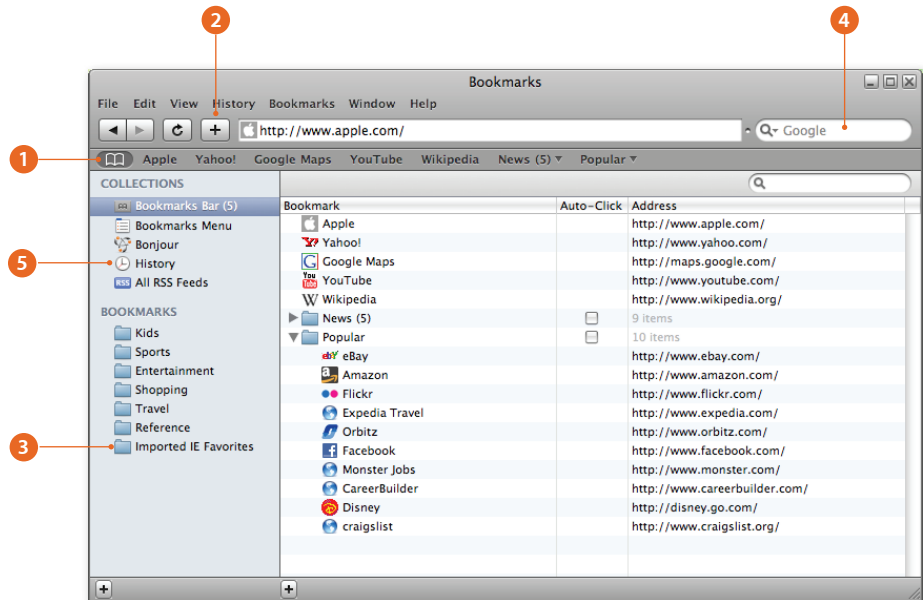 2
4
Bookmarks
File Edit View History Bookmarks Window Help
http://www.apple.com/
Google
1
Apple Yahoo! Google Maps YouTube Wikipedia News (5) Popular
COLLECTIONS
Bookmarks Bar (5)
Bookmarks Menu
Bonjour
5
History
RSS All RSS Feeds
BOOKMARKS
Kids
Sports
Entertainment
Shopping
Travel
Reference
3
Imported IE Favorites
Bookmark Auto-Click Address
Apple http://www.apple.com/
Y! Yahoo! http://www.yahoo.com/
G Google Maps http://maps.google.com/
You Tube YouTube http://www.youtube.com/
W Wikipedia http://www.wikipedia.org/
News (5) 9 items
Popular 10 items
ebY eBay http://www.ebay.com/
a Amazon http://www.amazon.com/
Flickr http://www.flickr.com/
Expedia Travel http://www.expedia.com/
Orbitz http://www.orbitz.com/
f Facebook http://www.facebook.com/
Monster Jobs http://www.monster.com/
CareerBuilder http://www.careerbuilder.com/
Disney http://disney.go.com/
craigslist http://www.craigslist.org/